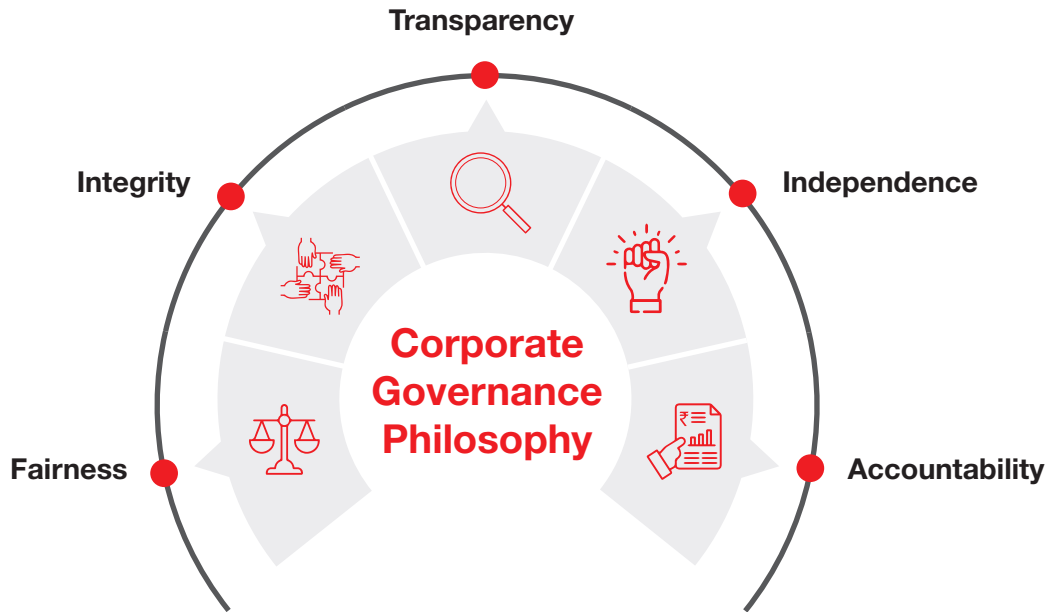 Transparency
Integrity
Independence
Corporate
Governance
Philosophy
₹
Fairness
Accountability